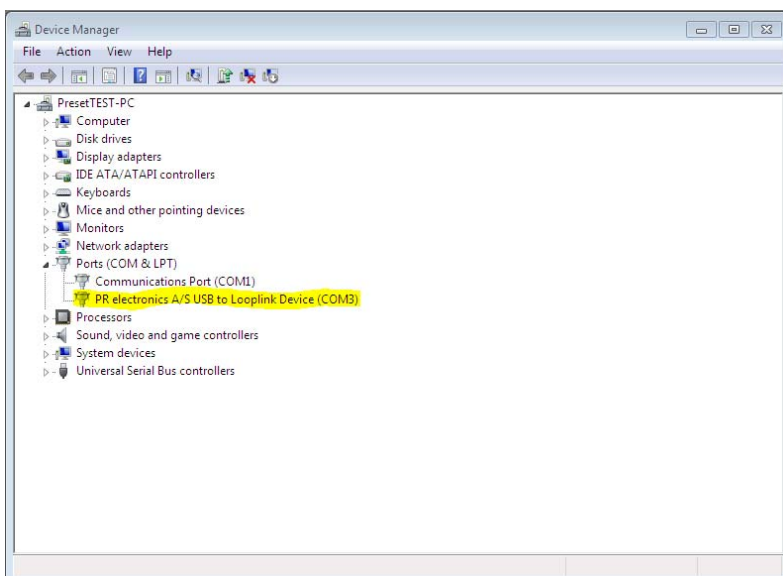 Device Manager
File Action View Help
PresetTEST-PC
Computer
Disk drives
Display adapters
IDE ATA/ATAPI controllers
Keyboards
Mice and other pointing devices
Monitors
Network adapters
Ports (COM & LPT)
Communications Port (COM1)
PR electronics A/S USB to Looplink Device (COM3)
Processors
Sound, video and game controllers
System devices
Universal Serial Bus controllers